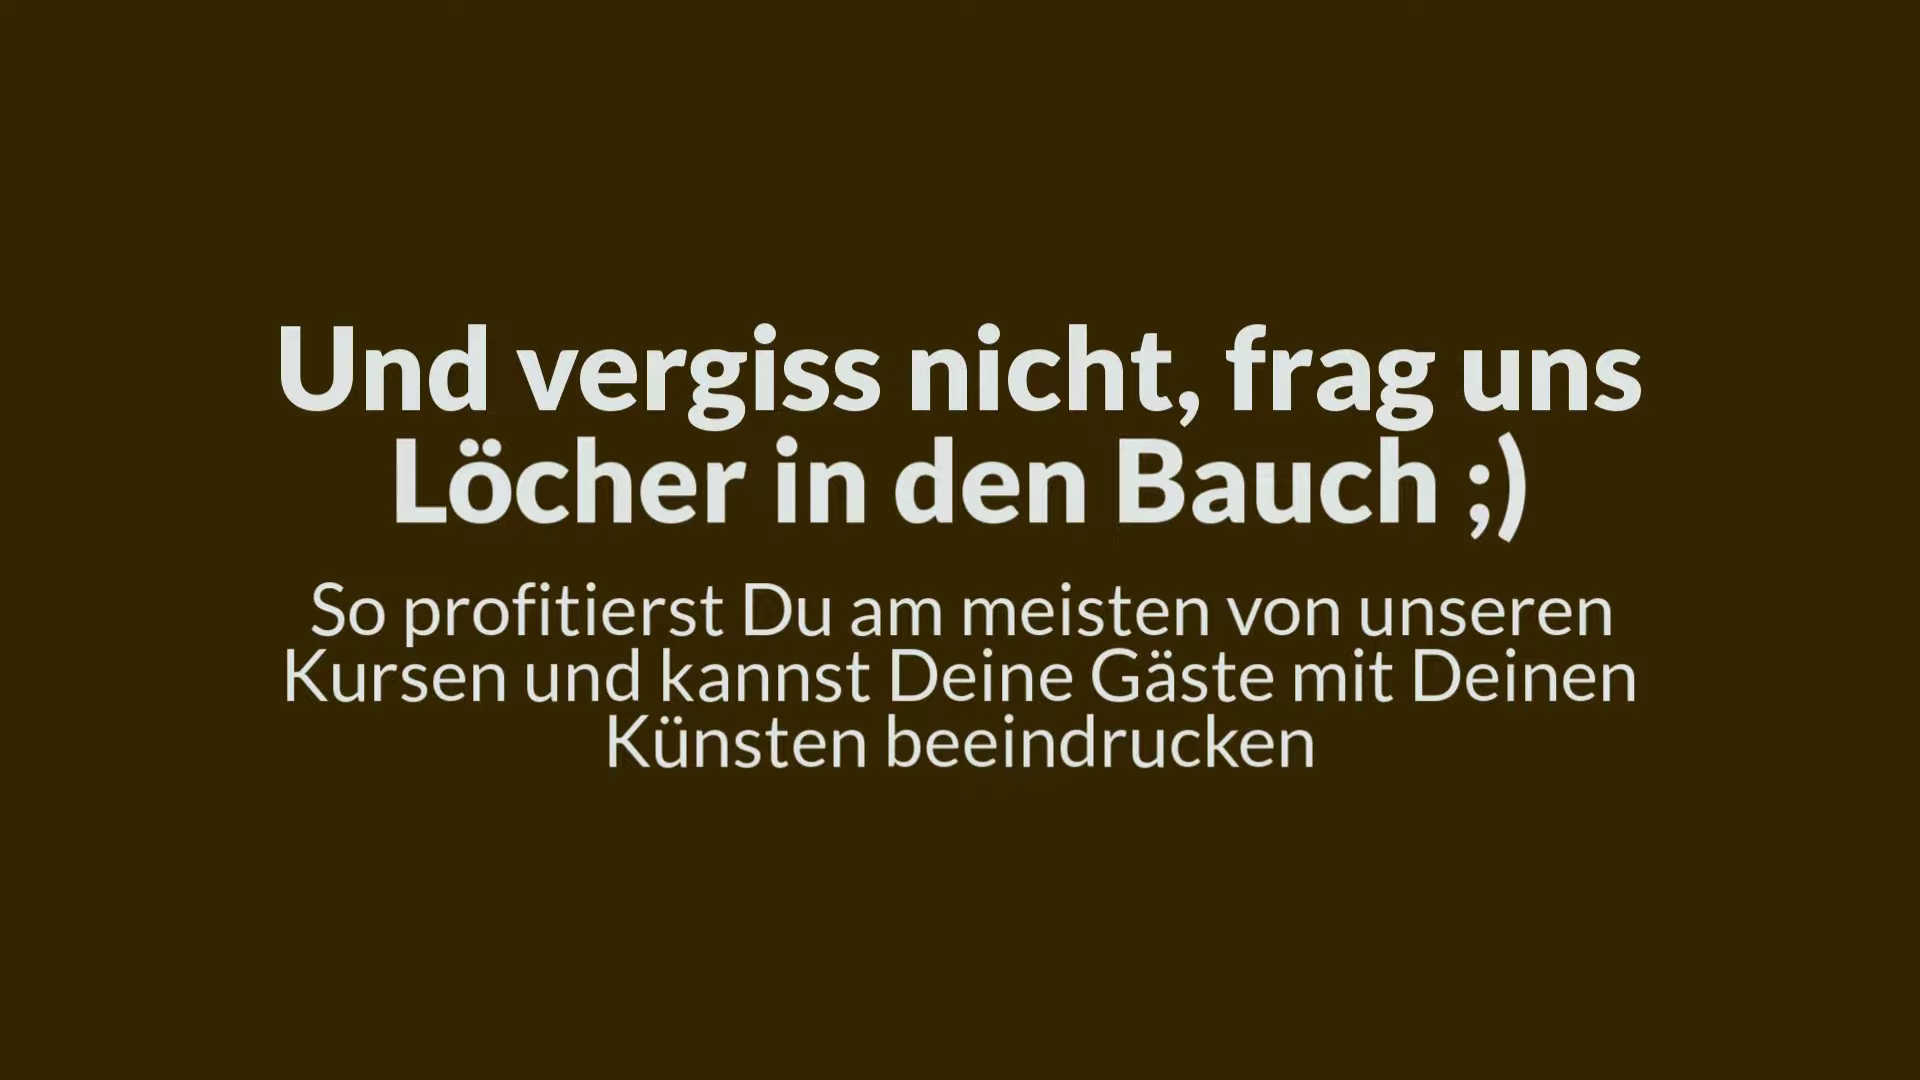 Und vergiss nicht, frag uns
Löcher in den Bauch ;)
So profitierst Du am meisten von unseren
Kursen und kannst Deine Gäste mit Deinen
Künsten beeindrucken